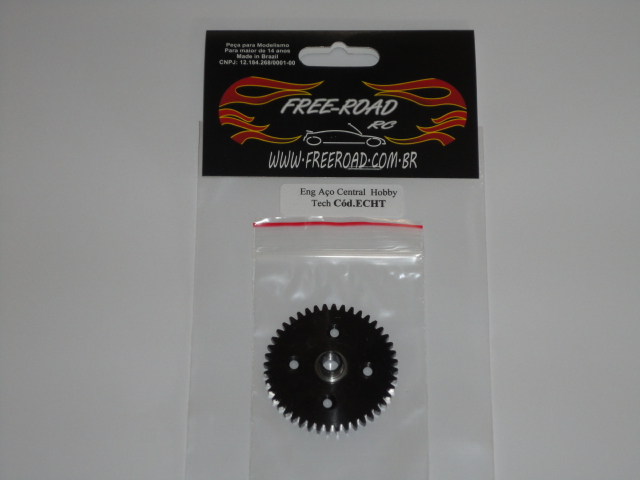 Peça para Modelismo
Para maior de 14 anos
Made in Brazil
CNPJ: 12.164.268/0001-00
FREE-ROAD
RC
WWW.FREEROAD.COM.BR
Eng Aço Central Hobby
Tech Cód.ECHT